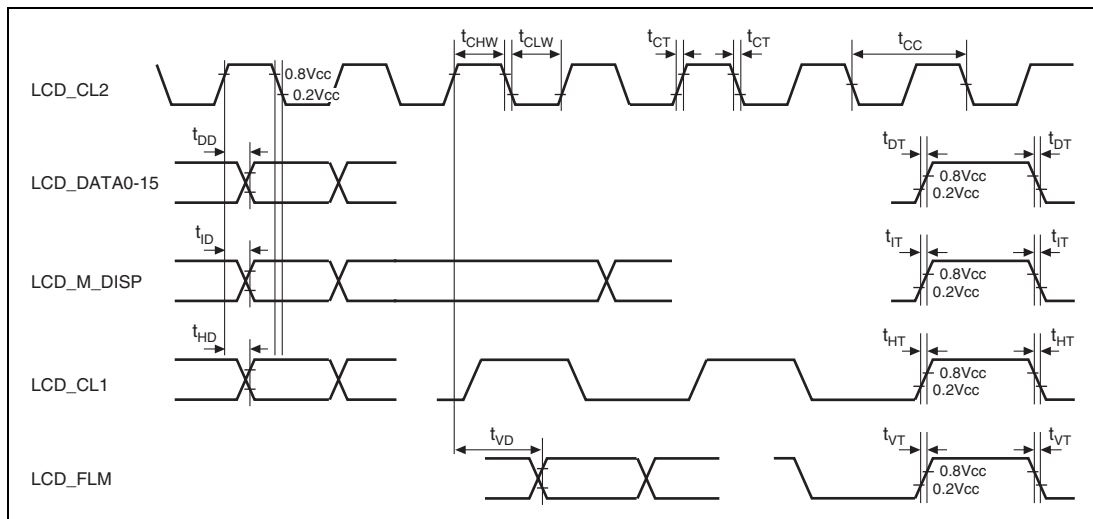 tCHW tCLW tCT tCT tCC
LCD_CL2
0.8Vcc
0.2Vcc
tDD tDT tDT
LCD_DATA0-15
0.8Vcc
0.2Vcc
tID tIT tIT
LCD_M_DISP
0.8Vcc
0.2Vcc
tHD tHT tHT
LCD_CL1
0.8Vcc
0.2Vcc
tVD tVT tVT
LCD_FLM
0.8Vcc
0.2Vcc